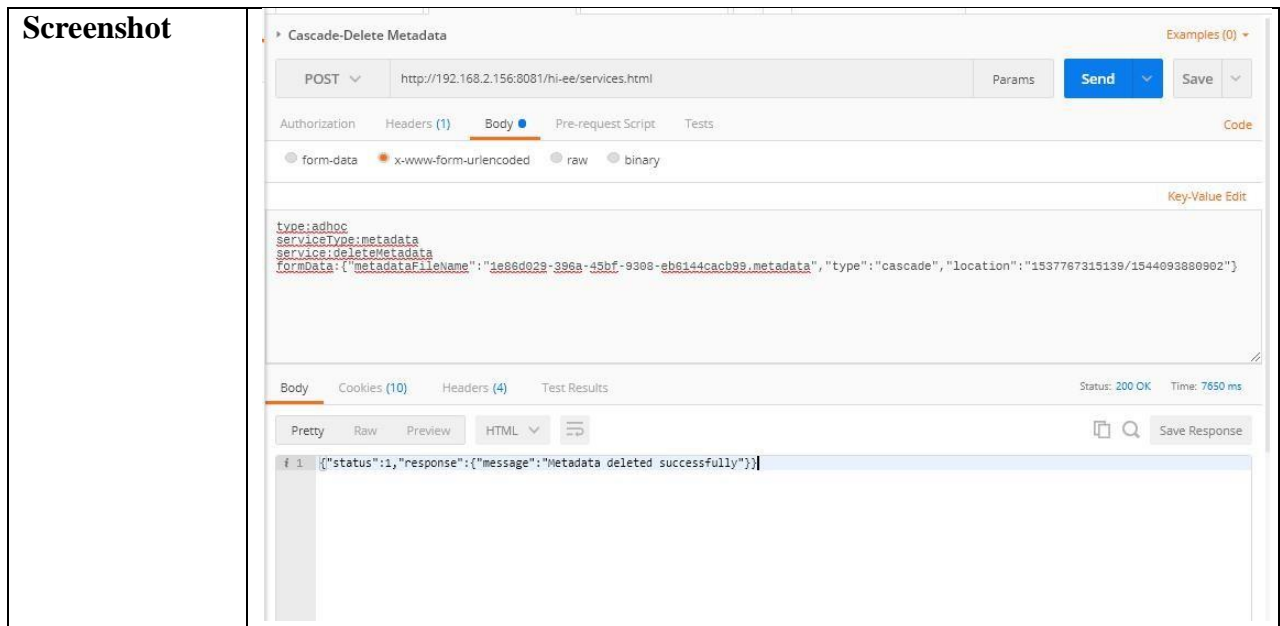 Screenshot
Cascade-Delete Metadata
Examples (0)
POST
http://192.168.2.156:8081/hi-ee/services.html
Params
Send
Save
Authorization
Headers (1)
Body
Pre-request Script
Tests
Code
form-data
x-www-form-urlencoded
raw
binary
Key-Value Edit
type:adhoc
serviceType:metadata
service:deleteMetadata
formData:{"metadataFileName":"1e86d029-396a-45bf-9308-eb6144cacb99.metadata","type":"cascade","location":"1537767315139/1544093880902"}
Body
Cookies (10)
Headers (4)
Test Results
Status: 200 OK
Time: 7650 ms
Pretty
Raw
Preview
HTML
Save Response
i 1 {"status":1,"response":{"message":"Metadata deleted successfully"}}